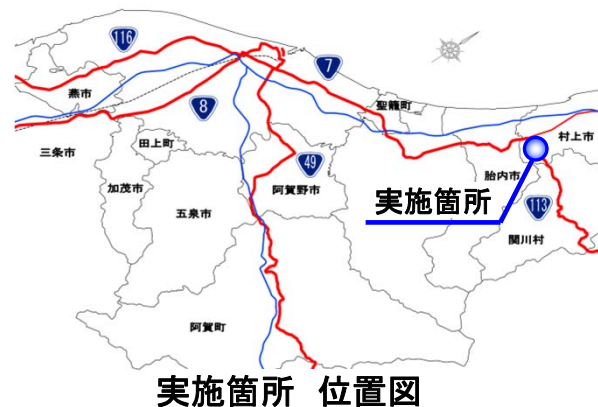 116
7
燕市
8
聖籠町
村上市
三条市
田上町
49
胎内市
加茂市
阿賀野市
実施箇所
113
五泉市
関川村
阿賀町
実施箇所 位置図